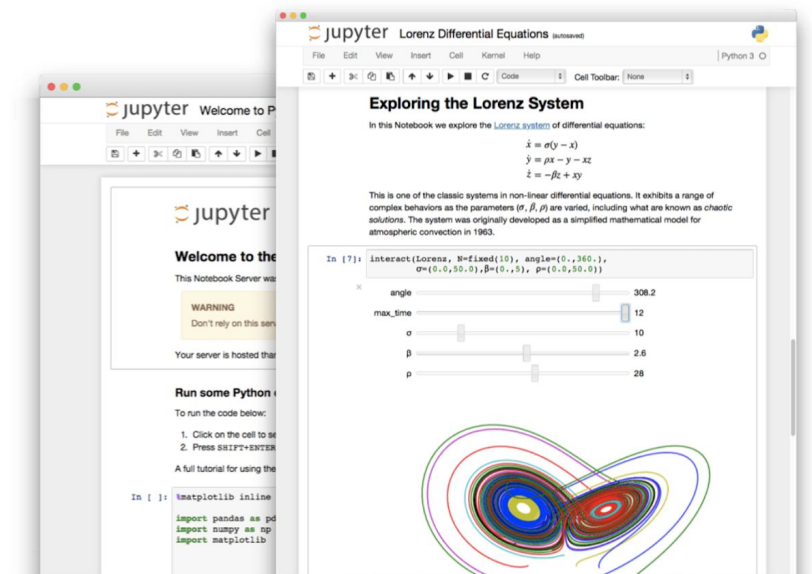 jupyter Lorenz Differential Equations (autosaved)
File Edit View Insert Cell Kernel Help
Python 3
Code
Cell Toolbar: None
Exploring the Lorenz System
In this Notebook we explore the Lorenz system of differential equations:
ẋ = σ(y − x)
ẏ = ρx − y − xz
ż = −βz + xy
This is one of the classic systems in non-linear differential equations. It exhibits a range of
complex behaviors as the parameters (σ, β, ρ) are varied, including what are known as chaotic
solutions. The system was originally developed as a simplified mathematical model for
atmospheric convection in 1963.
In [7]: interact(Lorenz, N=fixed(10), angle=(0.,360.),
σ=(0.0,50.0),β=(0.,5), ρ=(0.0,50.0))
angle 308.2
max_time 12
σ 10
β 2.6
ρ 28
jupyter Welcome to P
File Edit View Insert Cell
jupyter
Welcome to the
This Notebook Server was
WARNING
Don't rely on this serv
Your server is hosted than
Run some Python
To run the code below:
1. Click on the cell to se
2. Press SHIFT+ENTER
A full tutorial for using the
In [ ]: %matplotlib inline
import pandas as pd
import numpy as np
import matplotlib